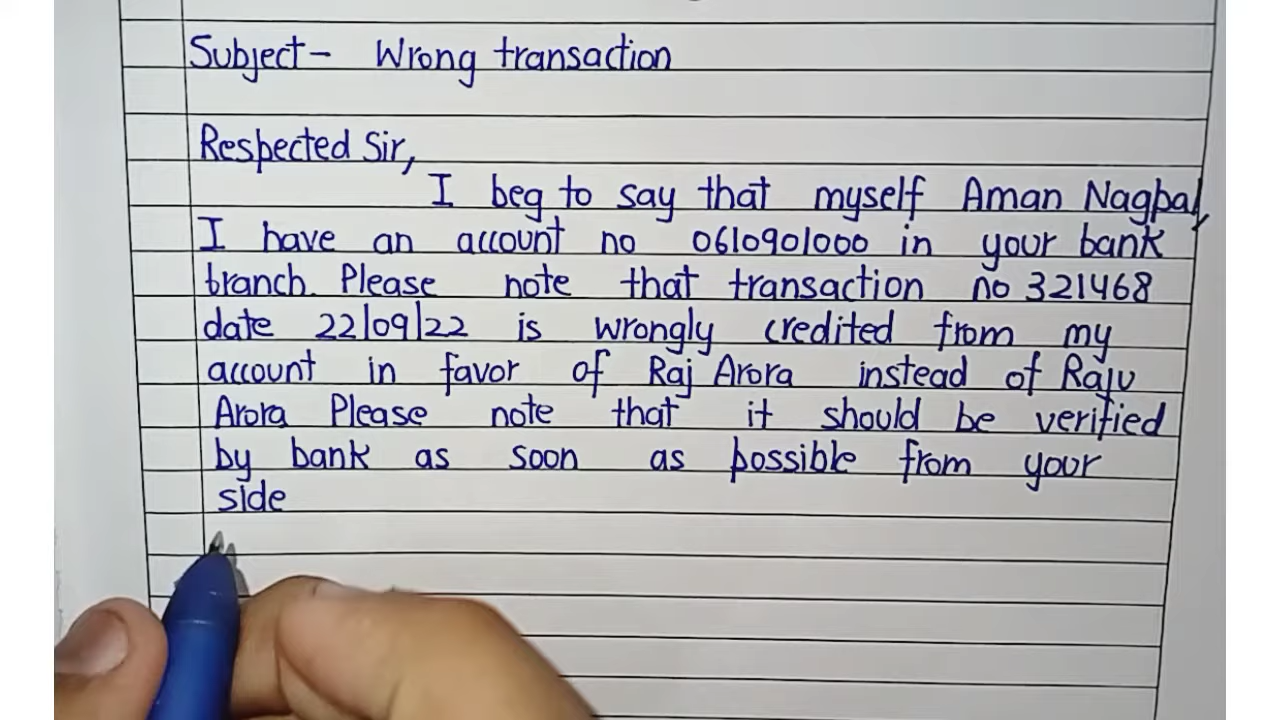 Subject- Wrong transaction
Respected Sir,
I beg to say that myself Aman Nagpal,
I have an account no 0610901000 in your bank
branch. Please note that transaction no 321468
date 22/09/22 is wrongly credited from my
account in favor of Raj Arora instead of Raju
Arora Please note that it should be verified
by bank as soon as possible from your
side